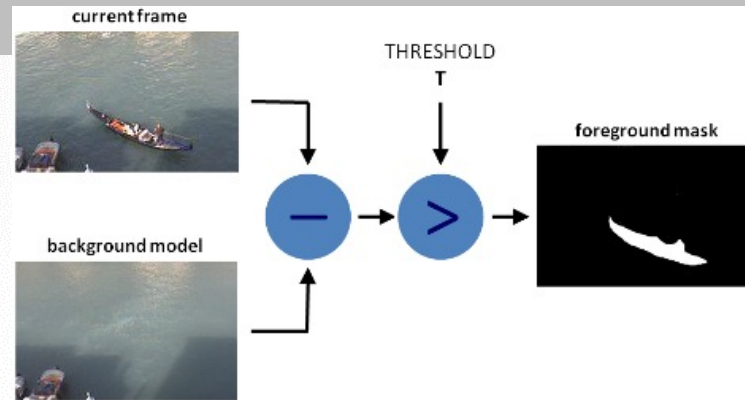 current frame
THRESHOLD
T
foreground mask
−
>
background model